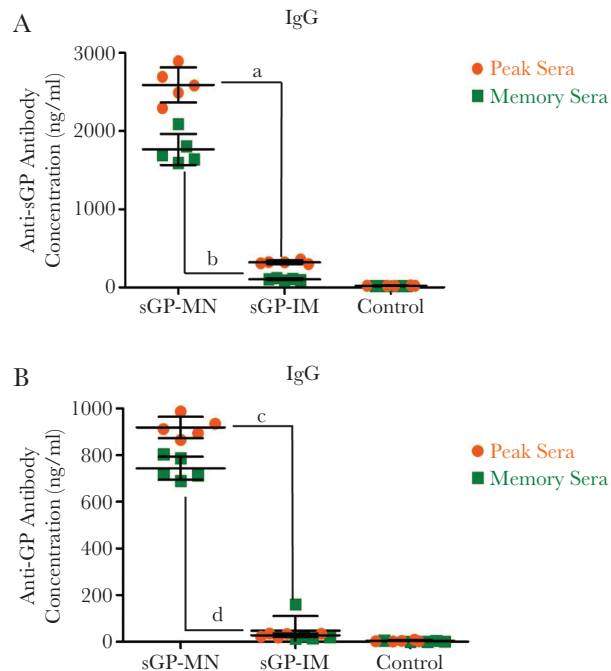 A
IgG
Anti-sGP Antibody
Concentration (ng/ml)
3000
2000
1000
0
a
b
sGP-MN
sGP-IM
Control
Peak Sera
Memory Sera
B
IgG
Anti-GP Antibody
Concentration (ng/ml)
1000
800
600
400
200
0
c
d
sGP-MN
sGP-IM
Control
Peak Sera
Memory Sera